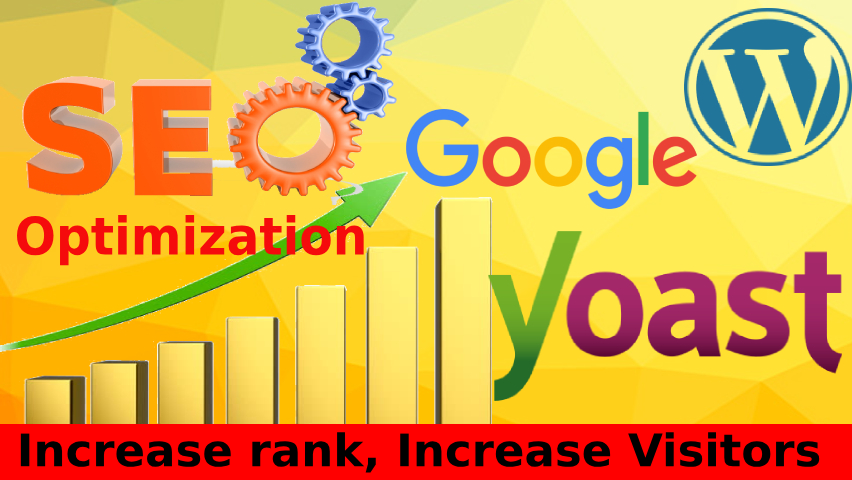 SEO
Google
W
Optimization
yoast
Increase rank, Increase Visitors